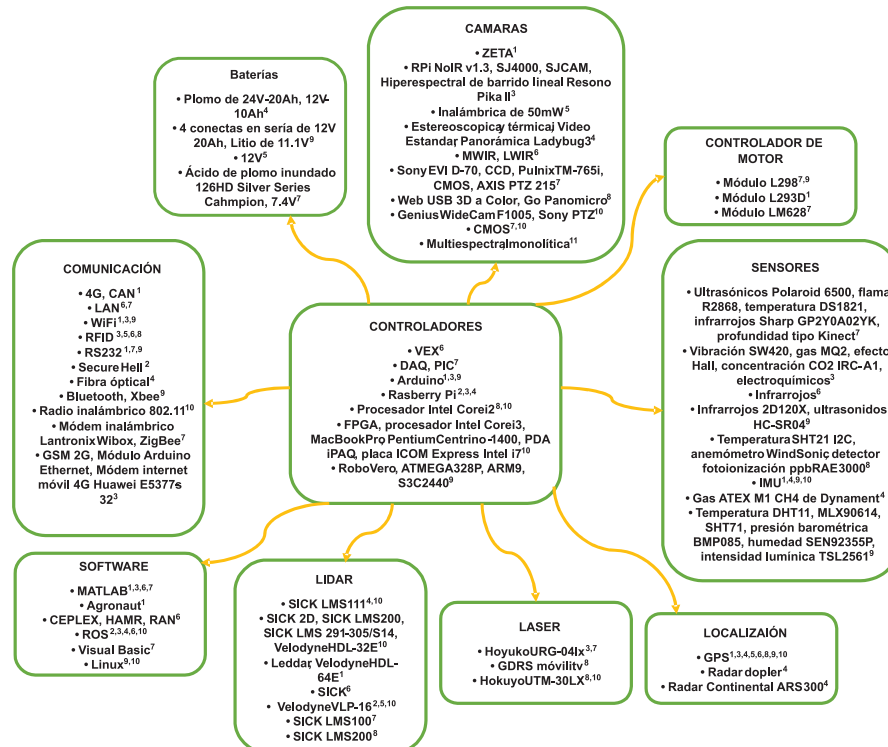 CAMARAS
• ZETA¹
• RPi NoIR v1.3, SJ4000, SJCAM,
Hiperespectral de barrido lineal Resono
Pika II³
• Inalámbrica de 50mW⁵
• Estereoscopica y térmica, Video
Estandar, Panorámica Ladybug3⁴
• MWIR, LWIR⁶
• Sony EVI D-70, CCD, PulnixTM-765i,
CMOS, AXIS PTZ 215⁷
• Web USB 3D a Color, Go Panomicro⁸
• Genius WideCam F1005, Sony PTZ¹⁰
• CMOS⁷,¹⁰
• Multiespectral monolítica¹¹
Baterías
• Plomo de 24V-20Ah, 12V-
10Ah⁴
• 4 conectas en sería de 12V
20Ah, Litio de 11.1V⁹
• 12V⁵
• Ácido de plomo inundado
126HD Silver Series
Cahmpion, 7.4V⁷
CONTROLADOR DE
MOTOR
• Módulo L298⁷,⁹
• Módulo L293D¹
• Módulo LM628⁷
COMUNICACIÓN
• 4G, CAN¹
• LAN⁶,⁷
• WiFi¹,³,⁹
• RFID ³,⁵,⁶,⁸
• RS232 ¹,⁷,⁹
• Secure Hell ²
• Fibra óptical⁴
• Bluetooth, Xbee⁹
• Radio inalámbrico 802.11¹⁰
• Módem inalámbrico
Lantronix Wibox, ZigBee⁷
• GSM 2G, Módulo Arduino
Ethernet, Módem internet
móvil 4G Huawei E5377s
32³
CONTROLADORES
• VEX⁶
• DAQ, PIC⁷
• Arduino¹,³,⁹
• Rasberry Pi²,³,⁴
• Procesador Intel Corei2⁸,¹⁰
• FPGA, procesador Intel Corei3,
MacBookPro, PentiumCentrino-1400, PDA
iPAQ, placa ICOM Express Intel i7¹⁰
• RoboVero, ATMEGA328P, ARM9,
S3C2440⁹
SENSORES
• Ultrasónicos Polaroid 6500, flama
R2868, temperatura DS1821,
infrarrojos Sharp GP2Y0A02YK,
profundidad tipo Kinect⁷
• Vibración SW420, gas MQ2, efecto
Hall, concentración CO2 IRC-A1,
electroquímicos³
• Infrarrojos⁶
• Infrarrojos 2D120X, ultrasonidos
HC-SR04⁹
• Temperatura SHT21 I2C,
anemómetro WindSonic, detector
fotoionización ppbRAE3000⁸
• IMU¹,⁴,⁹,¹⁰
• Gas ATEX M1 CH4 de Dynament⁴
• Temperatura DHT11, MLX90614,
SHT71, presión barométrica
BMP085, humedad SEN92355P,
intensidad lumínica TSL2561⁹
SOFTWARE
• MATLAB¹,³,⁶,⁷
• Agronaut¹
• CEPLEX, HAMR, RAN⁶
• ROS²,³,⁴,⁶,¹⁰
• Visual Basic⁷
• Linux⁹,¹⁰
LIDAR
• SICK LMS111⁴,¹⁰
• SICK 2D, SICK LMS200,
SICK LMS 291-305/S14,
VelodyneHDL-32E¹⁰
• Leddar, VelodyneHDL-
64E¹
• SICK⁶
• VelodyneVLP-16²,⁵,¹⁰
• SICK LMS100⁷
• SICK LMS200⁸
LASER
• HoyukoURG-04lx³,⁷
• GDRS móvilitv⁸
• HokuyoUTM-30LX⁸,¹⁰
LOCALIZAIÓN
• GPS¹,³,⁴,⁵,⁶,⁸,⁹,¹⁰
• Radar dopler⁴
• Radar Continental ARS300⁴